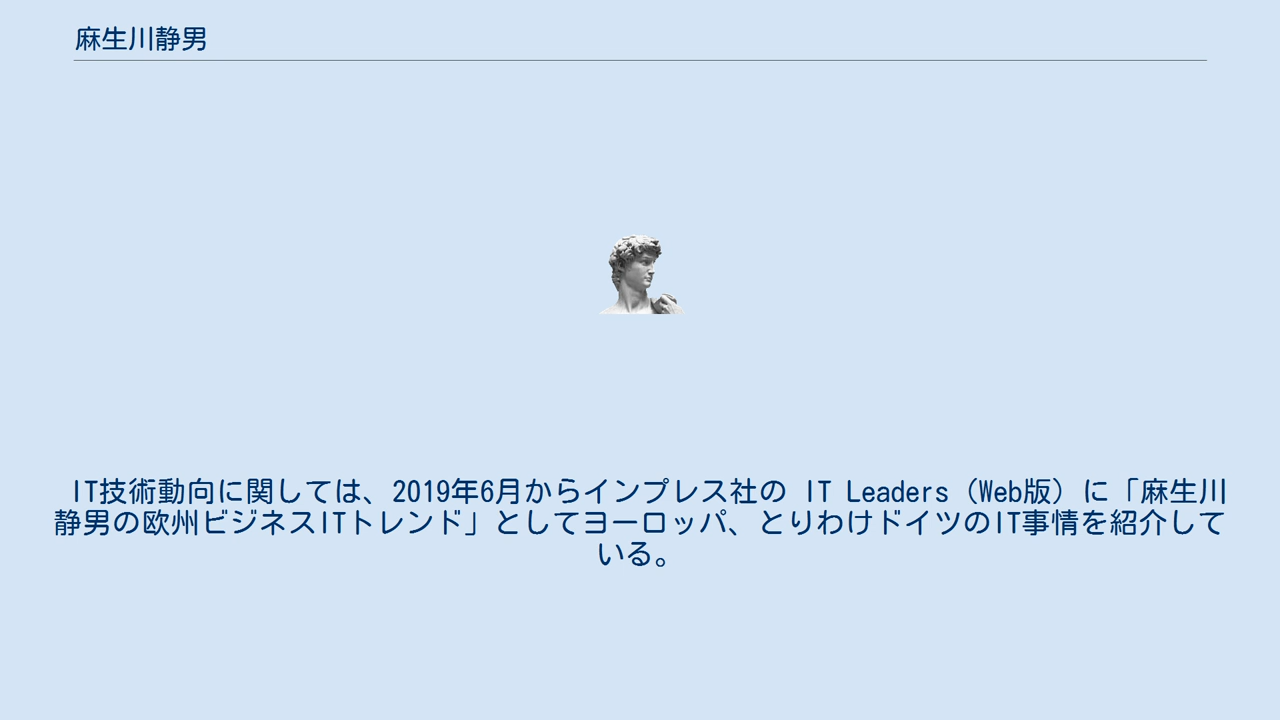 麻生川静男
IT技術動向に関しては、2019年6月からインプレス社の IT Leaders（Web版）に「麻生川
静男の欧州ビジネスITトレンド」としてヨーロッパ、とりわけドイツのIT事情を紹介して
いる。